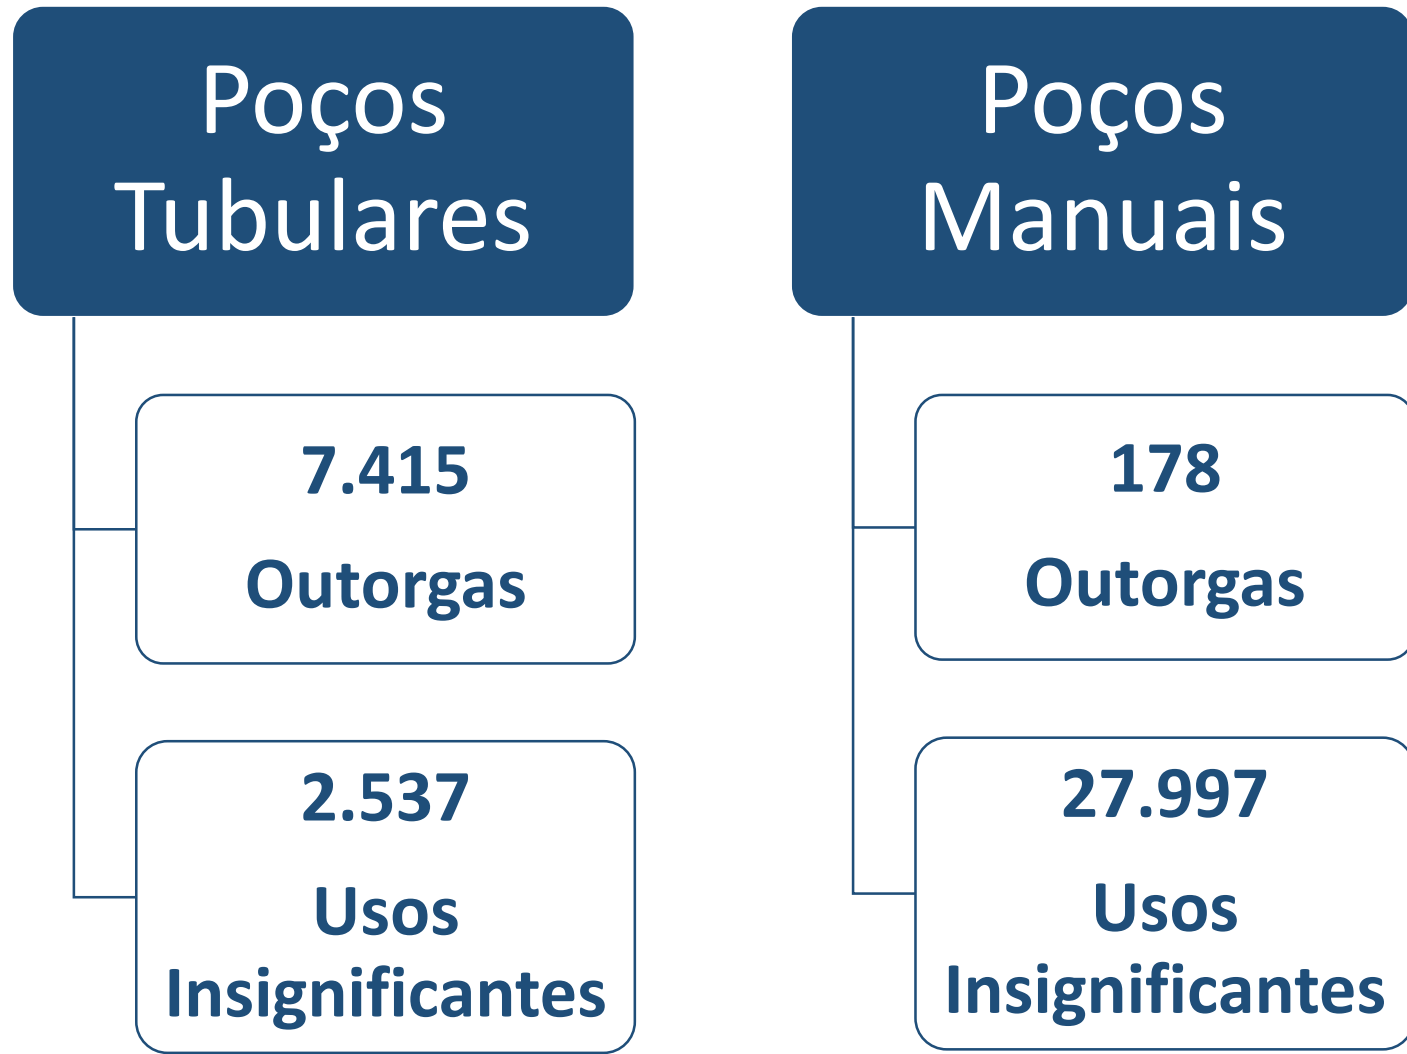 Poços
Tubulares
7.415
Outorgas
2.537
Usos
Insignificantes
Poços
Manuais
178
Outorgas
27.997
Usos
Insignificantes